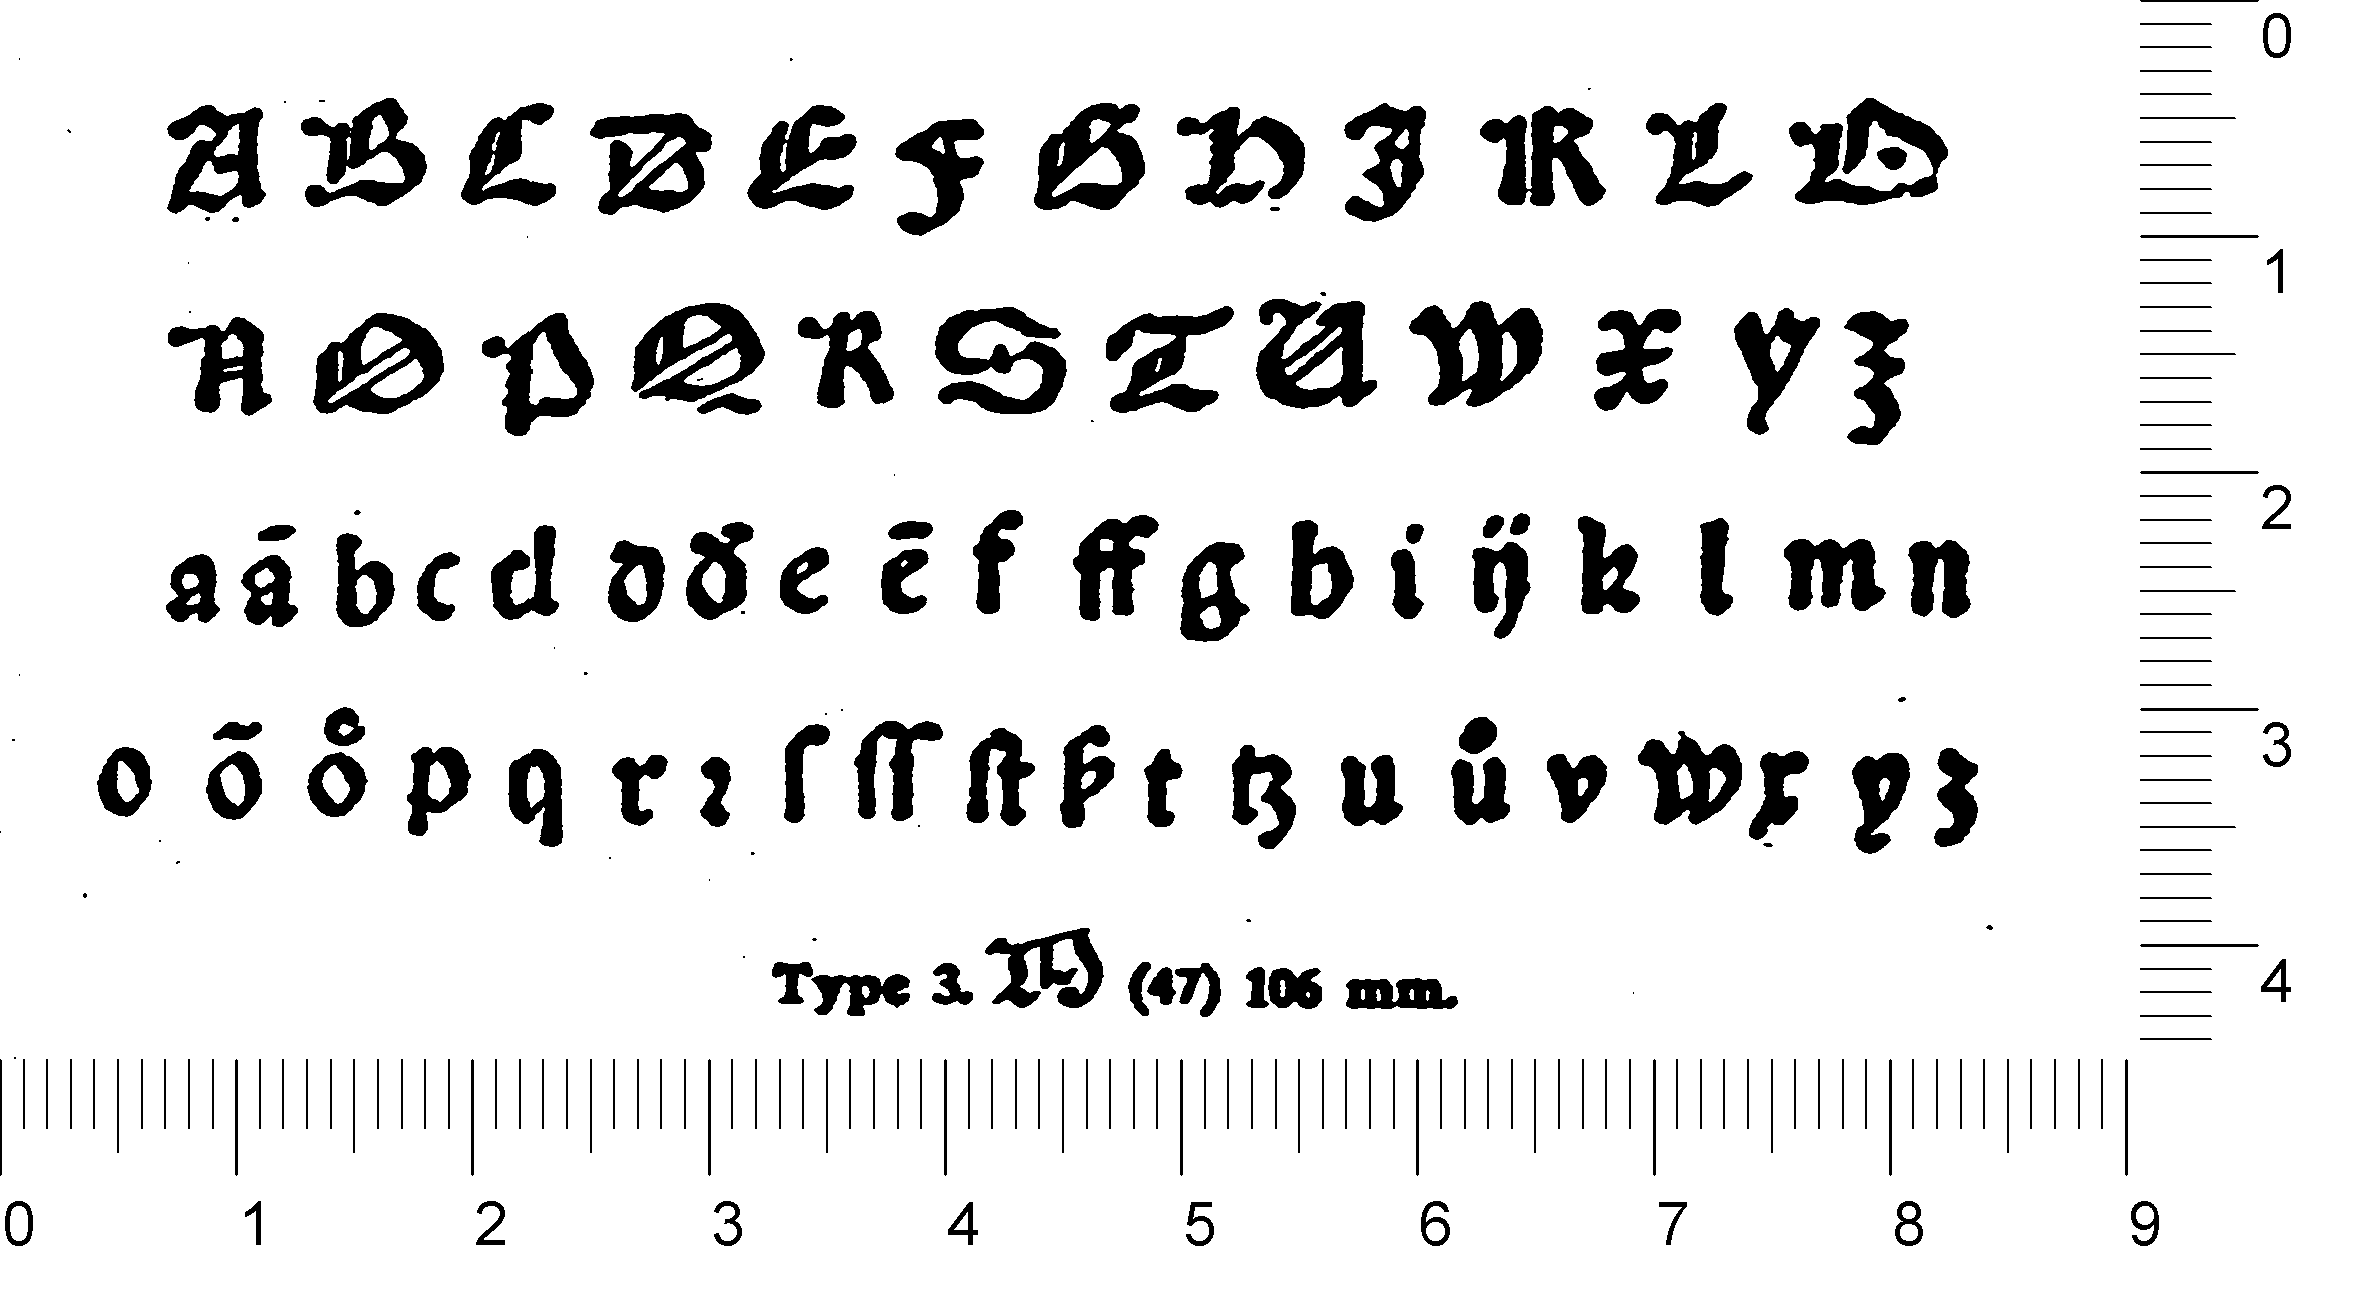 A B C D E F G H J K L M
N O P Q R S T U W X Y Z
a ā b c d d d̆ e ē f ff g h i ÿ k l m n
o õ o̊ p q r ꝛ ſ ſſ ſt ß t tz u ů v w x y z
Type 3. M (47) 106 mm.
0
1
2
3
4
0 1 2 3 4 5 6 7 8 9